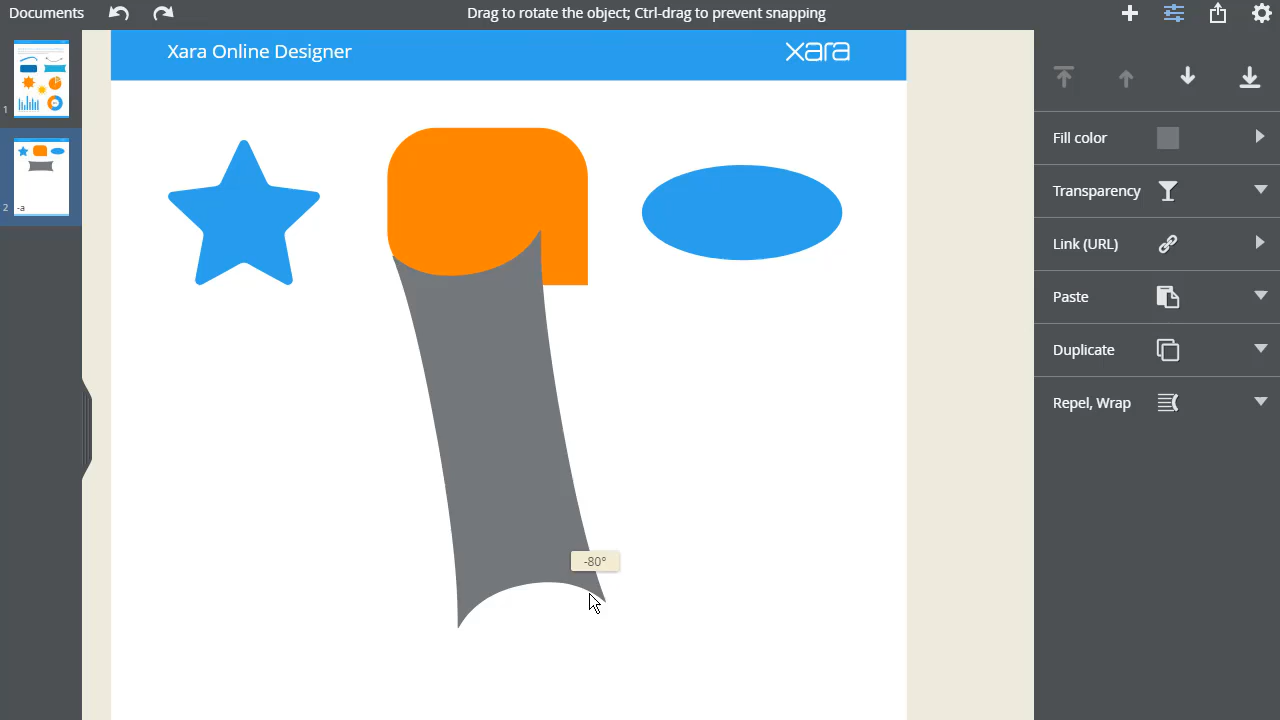 Documents
Drag to rotate the object; Ctrl-drag to prevent snapping
Xara Online Designer
xara
1
2
-a
Fill color
Transparency
Link (URL)
Paste
Duplicate
Repel, Wrap
-80°